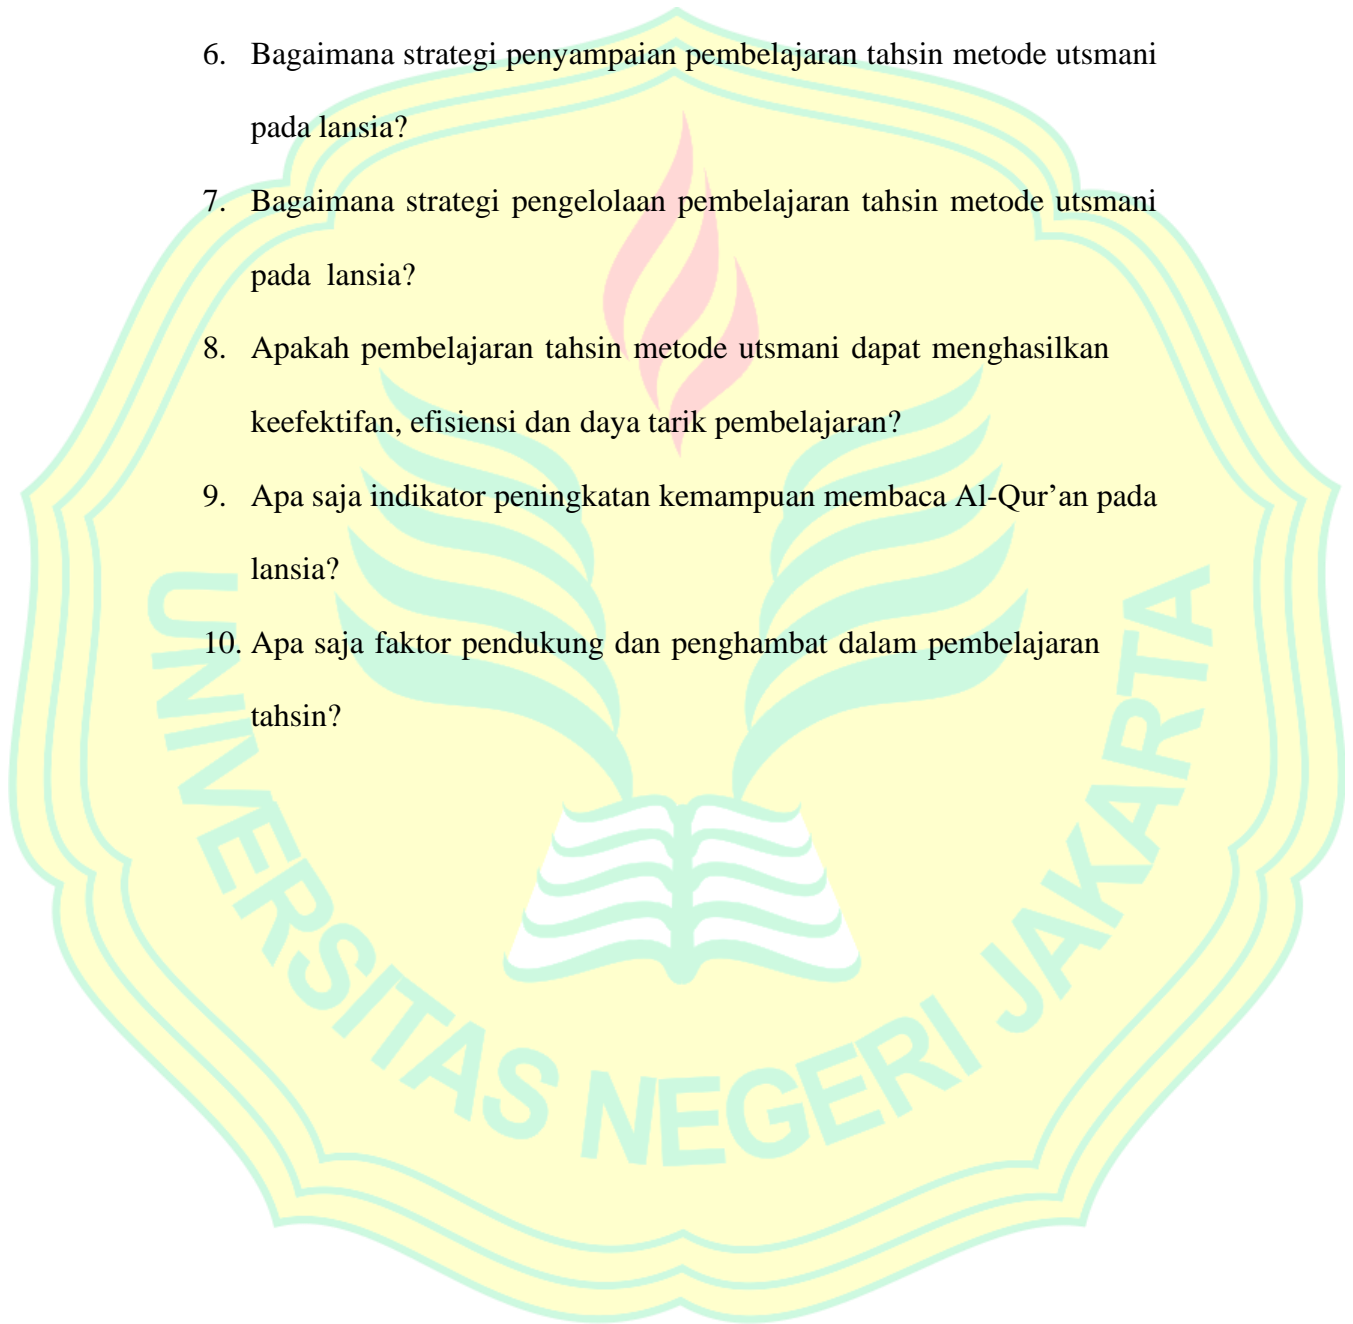 6. Bagaimana strategi penyampaian pembelajaran tahsin metode utsmani
pada lansia?
7. Bagaimana strategi pengelolaan pembelajaran tahsin metode utsmani
pada lansia?
8. Apakah pembelajaran tahsin metode utsmani dapat menghasilkan
keefektifan, efisiensi dan daya tarik pembelajaran?
9. Apa saja indikator peningkatan kemampuan membaca Al-Qur’an pada
lansia?
10. Apa saja faktor pendukung dan penghambat dalam pembelajaran
tahsin?
UNIVERSITAS NEGERI JAKARTA